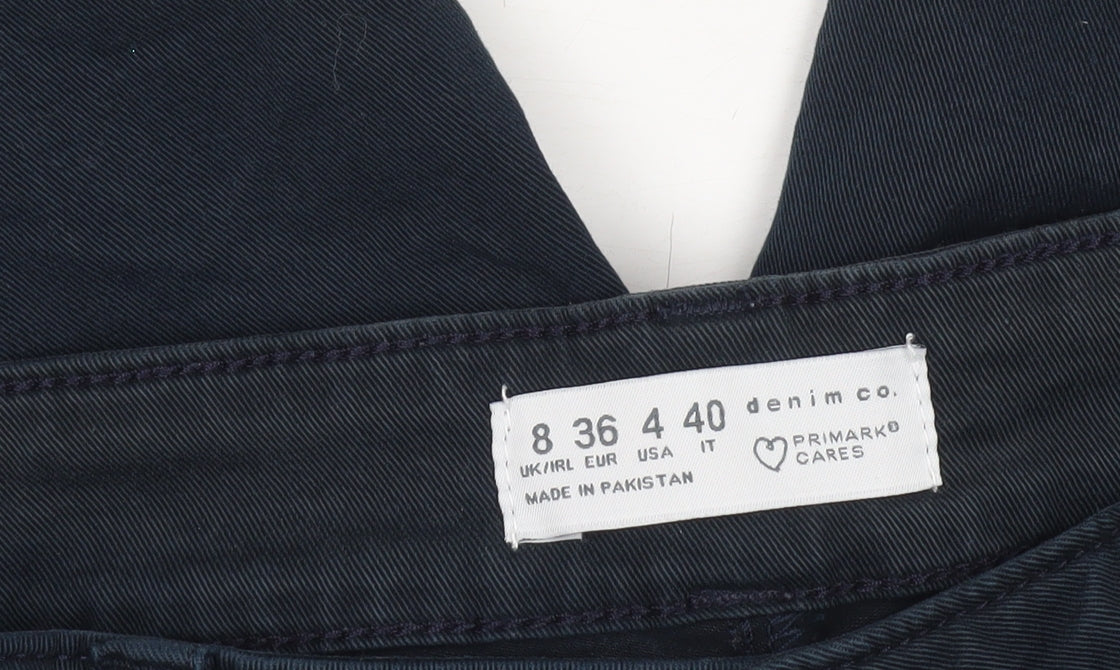 8 36 4 40 denim co.
UK/IRL EUR USA IT
PRIMARK®
CARES
MADE IN PAKISTAN